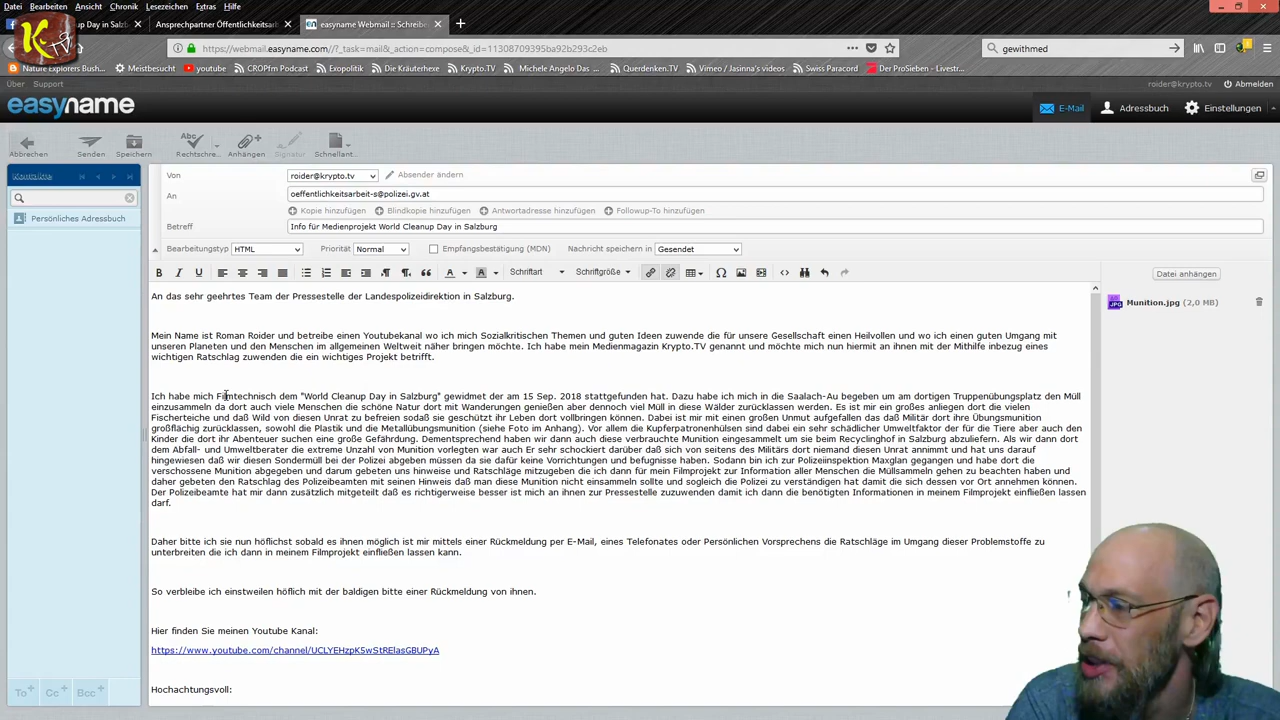 Datei Bearbeiten Ansicht Chronik Lesezeichen Extras Hilfe
up Day in Salzb Ansprechpartner Öffentlichkeitsar easyname Webmail :: Schreibe
https://webmail.easyname.com//?_task=mail&_action=compose&_id=11308709395ba92b293c2eb gewithmed
Nature Explorers Bush... Meistbesucht youtube CROPfm Podcast Exopolitik Die Kräuterhexe Krypto.TV Michele Angelo Das ... Querdenken.TV Vimeo / Jasinna's videos Swiss Paracord Der ProSieben - Livestr...
Über Support roider@krypto.tv Abmelden
easyname E-Mail Adressbuch Einstellungen
Abbrechen Senden Speichern Rechtschre... Anhängen Signatur Schnellant...
Kontakte
Persönliches Adressbuch
Von roider@krypto.tv Absender ändern
An oeffentlichkeitsarbeit-s@polizei.gv.at
Kopie hinzufügen Blindkopie hinzufügen Antwortadresse hinzufügen Followup-To hinzufügen
Betreff Info für Medienprojekt World Cleanup Day in Salzburg
Bearbeitungstyp HTML Priorität Normal Empfangsbestätigung (MDN) Nachricht speichern in Gesendet
B I U Schriftart Schriftgröße Datei anhängen
Munition.jpg (2,0 MB)
An das sehr geehrtes Team der Pressestelle der Landespolizeidirektion in Salzburg.
Mein Name ist Roman Roider und betreibe einen Youtubekanal wo ich mich Sozialkritischen Themen und guten Ideen zuwende die für unsere Gesellschaft einen Heilvollen und wo ich einen guten Umgang mit
unseren Planeten und den Menschen im allgemeinen Weltweit näher bringen möchte. Ich habe mein Medienmagazin Krypto.TV genannt und möchte mich nun hiermit an ihnen mit der Mithilfe inbezug eines
wichtigen Ratschlag zuwenden die ein wichtiges Projekt betrifft.
Ich habe mich Filmtechnisch dem "World Cleanup Day in Salzburg" gewidmet der am 15 Sep. 2018 stattgefunden hat. Dazu habe ich mich in die Saalach-Au begeben um am dortigen Truppenübungsplatz den Müll
einzusammeln da dort auch viele Menschen die schöne Natur dort mit Wanderungen genießen aber dennoch viel Müll in diese Wälder zurücklassen werden. Es ist mir ein großes anliegen dort die vielen
Fischerteiche und daß Wild von diesen Unrat zu befreien sodaß sie geschützt ihr Leben dort vollbringen können. Dabei ist mir mit einen großen Unmut aufgefallen das daß Militär dort ihre Übungsmunition
großflächig zurücklassen, sowohl die Plastik und die Metallübungsmunition (siehe Foto im Anhang). Vor allem die Kupferpatronenhülsen sind dabei ein sehr schädlicher Umweltfaktor der für die Tiere aber auch den
Kinder die dort ihr Abenteuer suchen eine große Gefährdung. Dementsprechend haben wir dann auch diese verbrauchte Munition eingesammelt um sie beim Recyclinghof in Salzburg abzuliefern. Als wir dann dort
dem Abfall- und Umweltberater die extreme Unzahl von Munition vorlegten war auch Er sehr schockiert darüber daß sich von seitens des Militärs dort niemand diesen Unrat annimmt und hat uns darauf
hingewiesen daß wir diesen Sondermüll bei der Polizei abgeben müssen da sie dafür keine Vorrichtungen und befugnisse haben. Sodann bin ich zur Polizeiinspektion Maxglan gegangen und habe dort die
verschossene Munition abgegeben und darum gebeten uns hinweise und Ratschläge mitzugeben die ich dann für mein Filmprojekt zur Information aller Menschen die Müllsammeln gehen zu beachten haben und
daher gebeten den Ratschlag des Polizeibeamten mit seinen Hinweis daß man diese Munition nicht einsammeln sollte und sogleich die Polizei zu verständigen hat damit die sich dessen vor Ort annehmen können.
Der Polizeibeamte hat mir dann zusätzlich mitgeteilt daß es richtigerweise besser ist mich an ihnen zur Pressestelle zuzuwenden damit ich dann die benötigten Informationen in meinem Filmprojekt einfließen lassen
darf.
Daher bitte ich sie nun höflichst sobald es ihnen möglich ist mir mittels einer Rückmeldung per E-Mail, eines Telefonates oder Persönlichen Vorsprechens die Ratschläge im Umgang dieser Problemstoffe zu
unterbreiten die ich dann in meinem Filmprojekt einfließen lassen kann.
So verbleibe ich einstweilen höflich mit der baldigen bitte einer Rückmeldung von ihnen.
Hier finden Sie meinen Youtube Kanal:
https://www.youtube.com/channel/UCLYEHzpK5wStRElasGBUPyA
Hochachtungsvoll:
To Cc Bcc